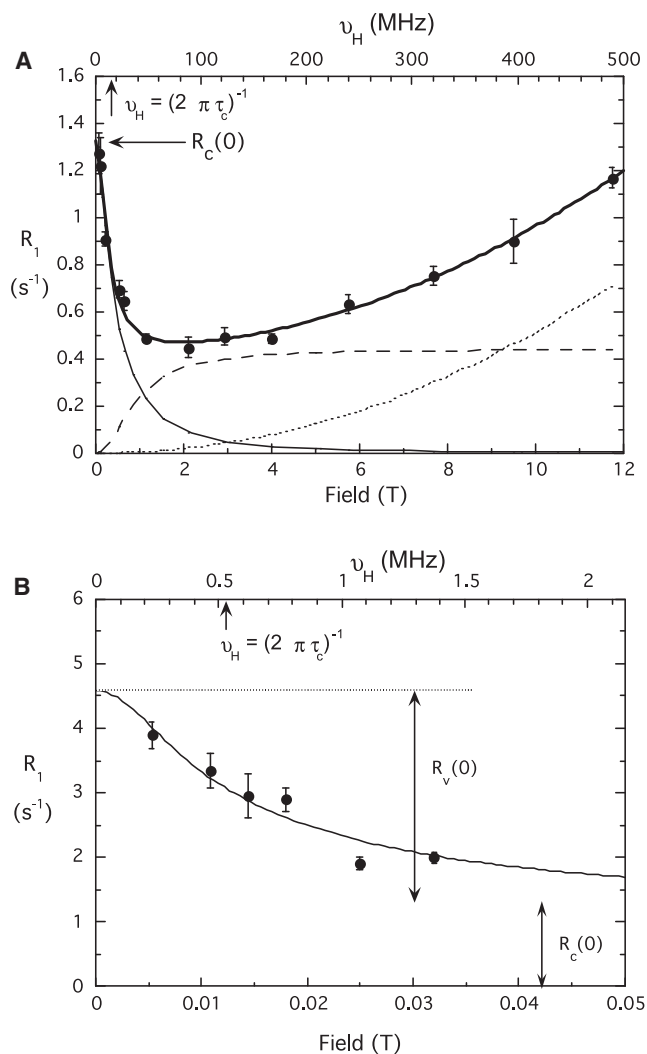 υH (MHz)
0 100 200 300 400 500
A
1.6
υH = (2 π τc)-1
1.4
Rc(0)
1.2
1
R1
0.8
(s-1)
0.6
0.4
0.2
0
0 2 4 6 8 10 12
Field (T)
υH (MHz)
0 0.5 1 1.5 2
B
6
υH = (2 π τc)-1
5
4
R1
3
Rv(0)
(s-1)
2
1
Rc(0)
0
0 0.01 0.02 0.03 0.04 0.05
Field (T)